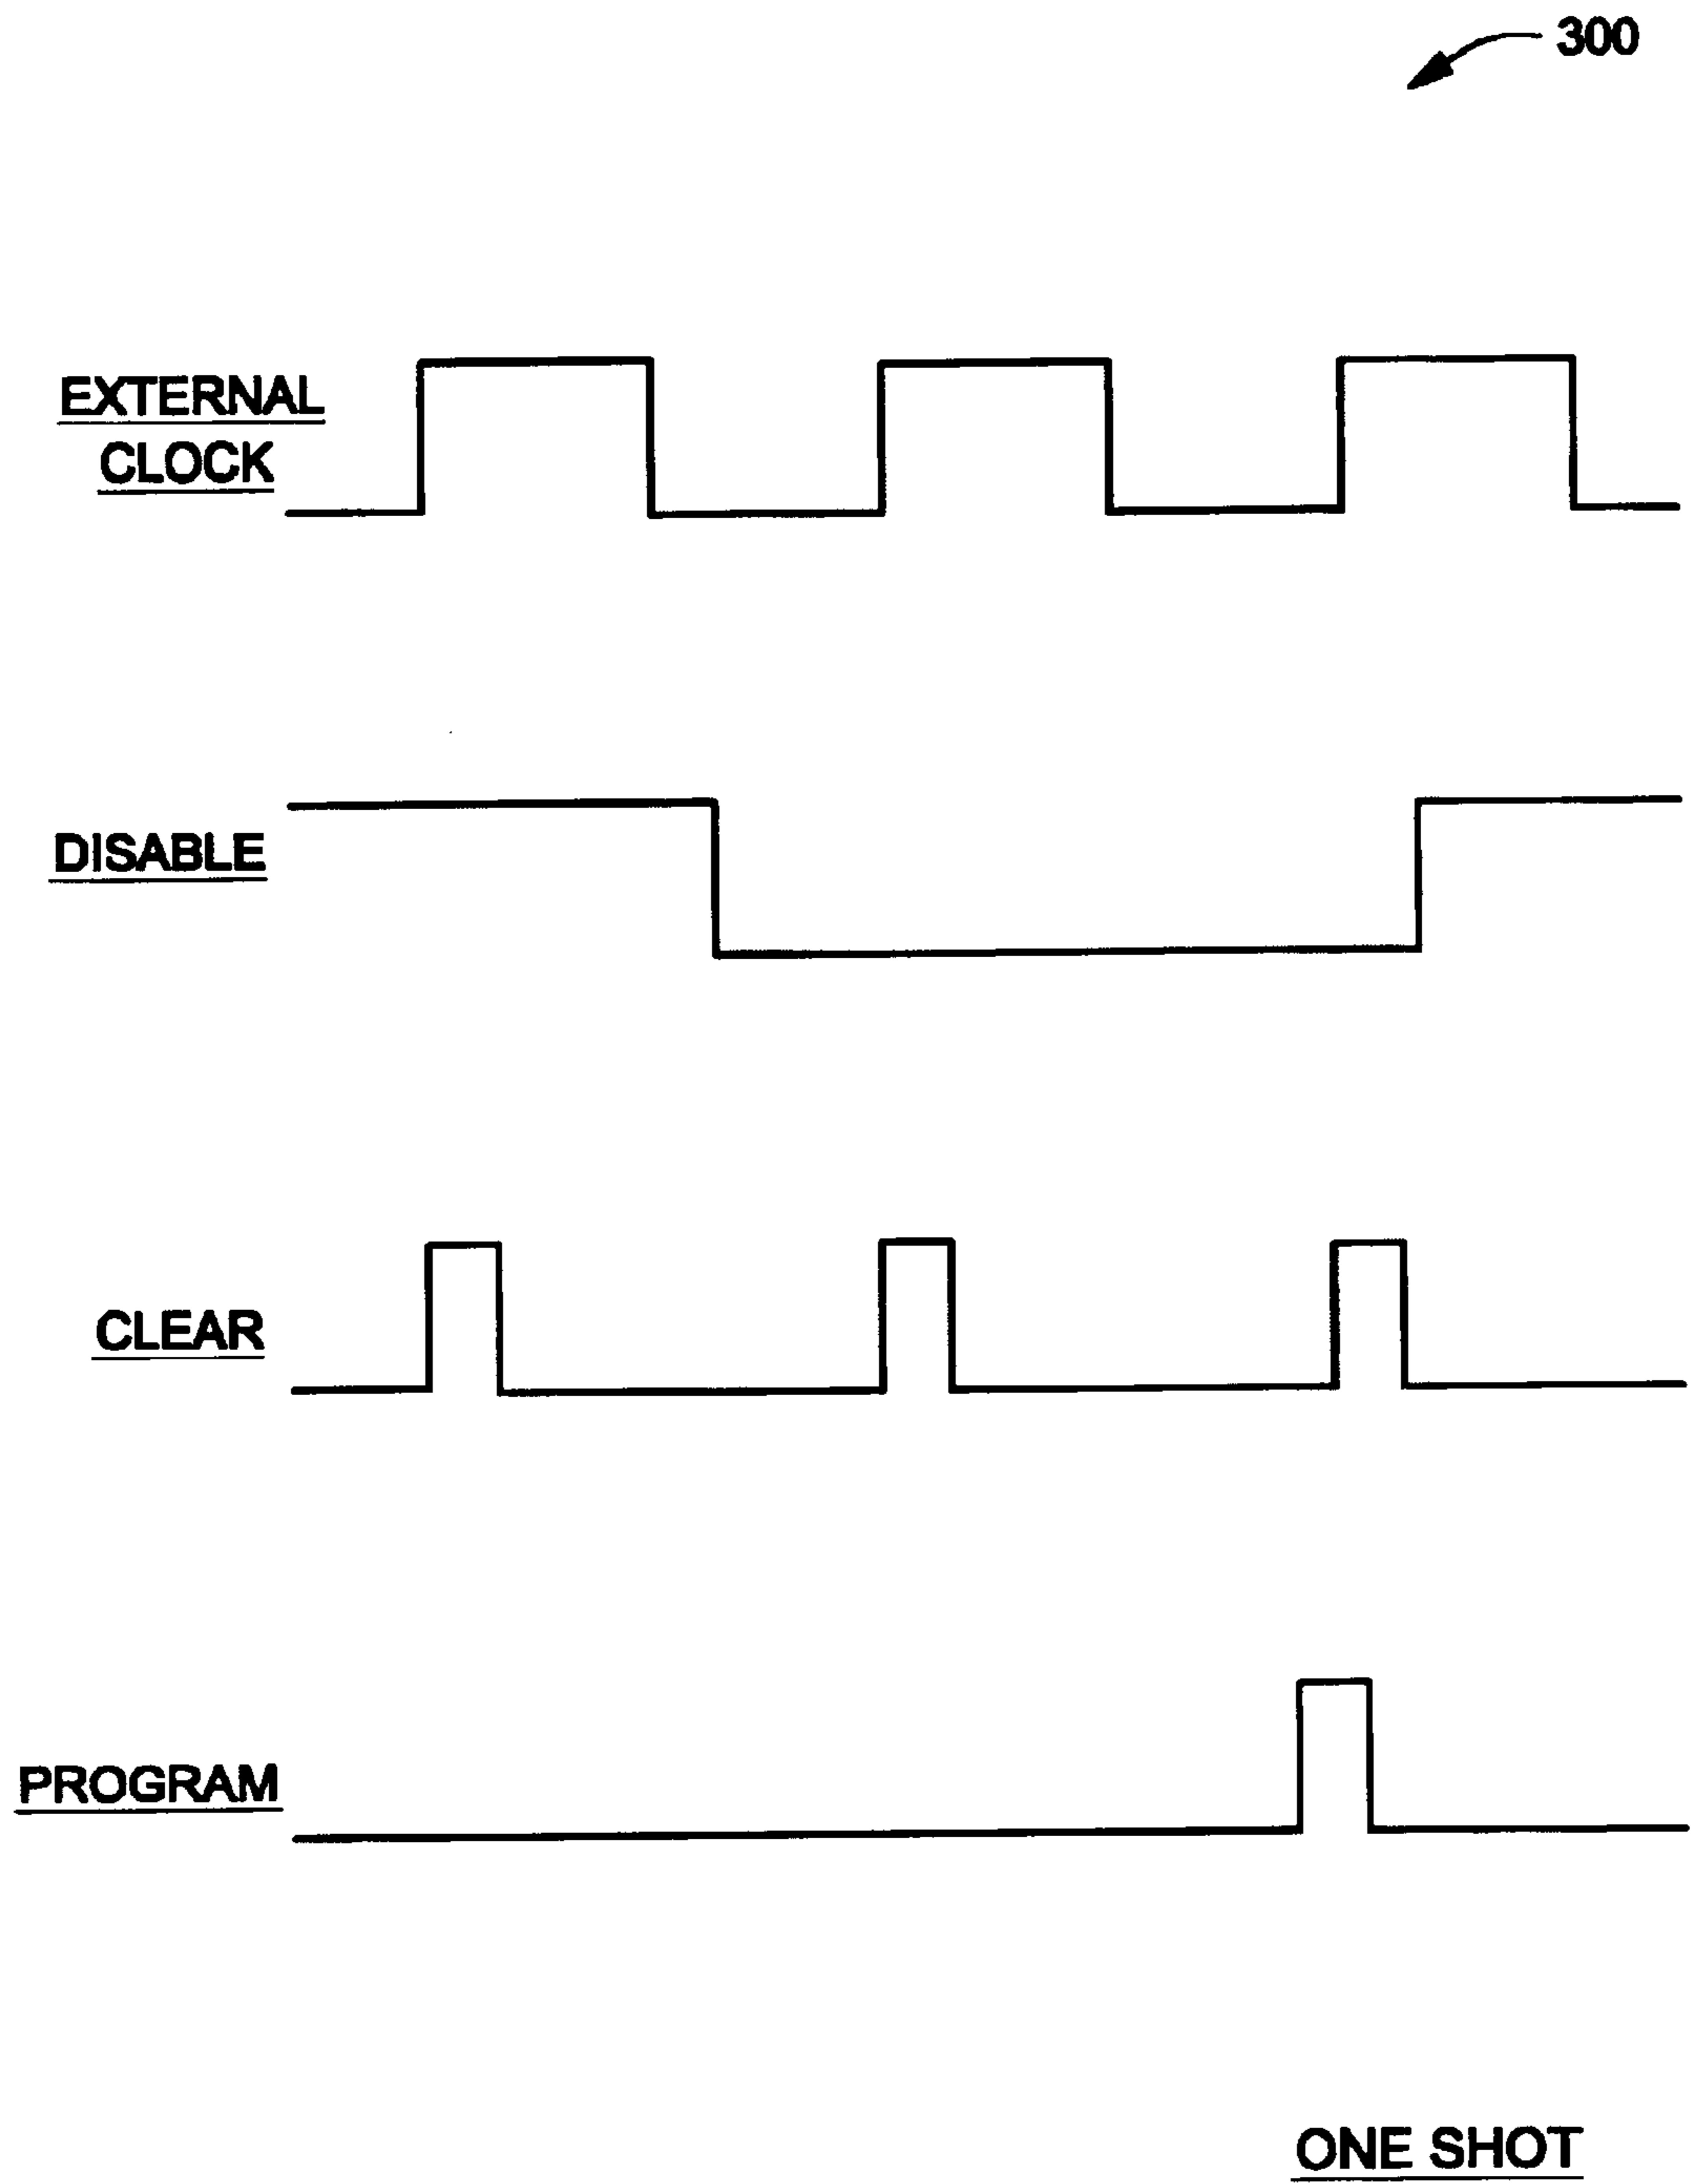 300
EXTERNAL
CLOCK
DISABLE
CLEAR
PROGRAM
ONE SHOT